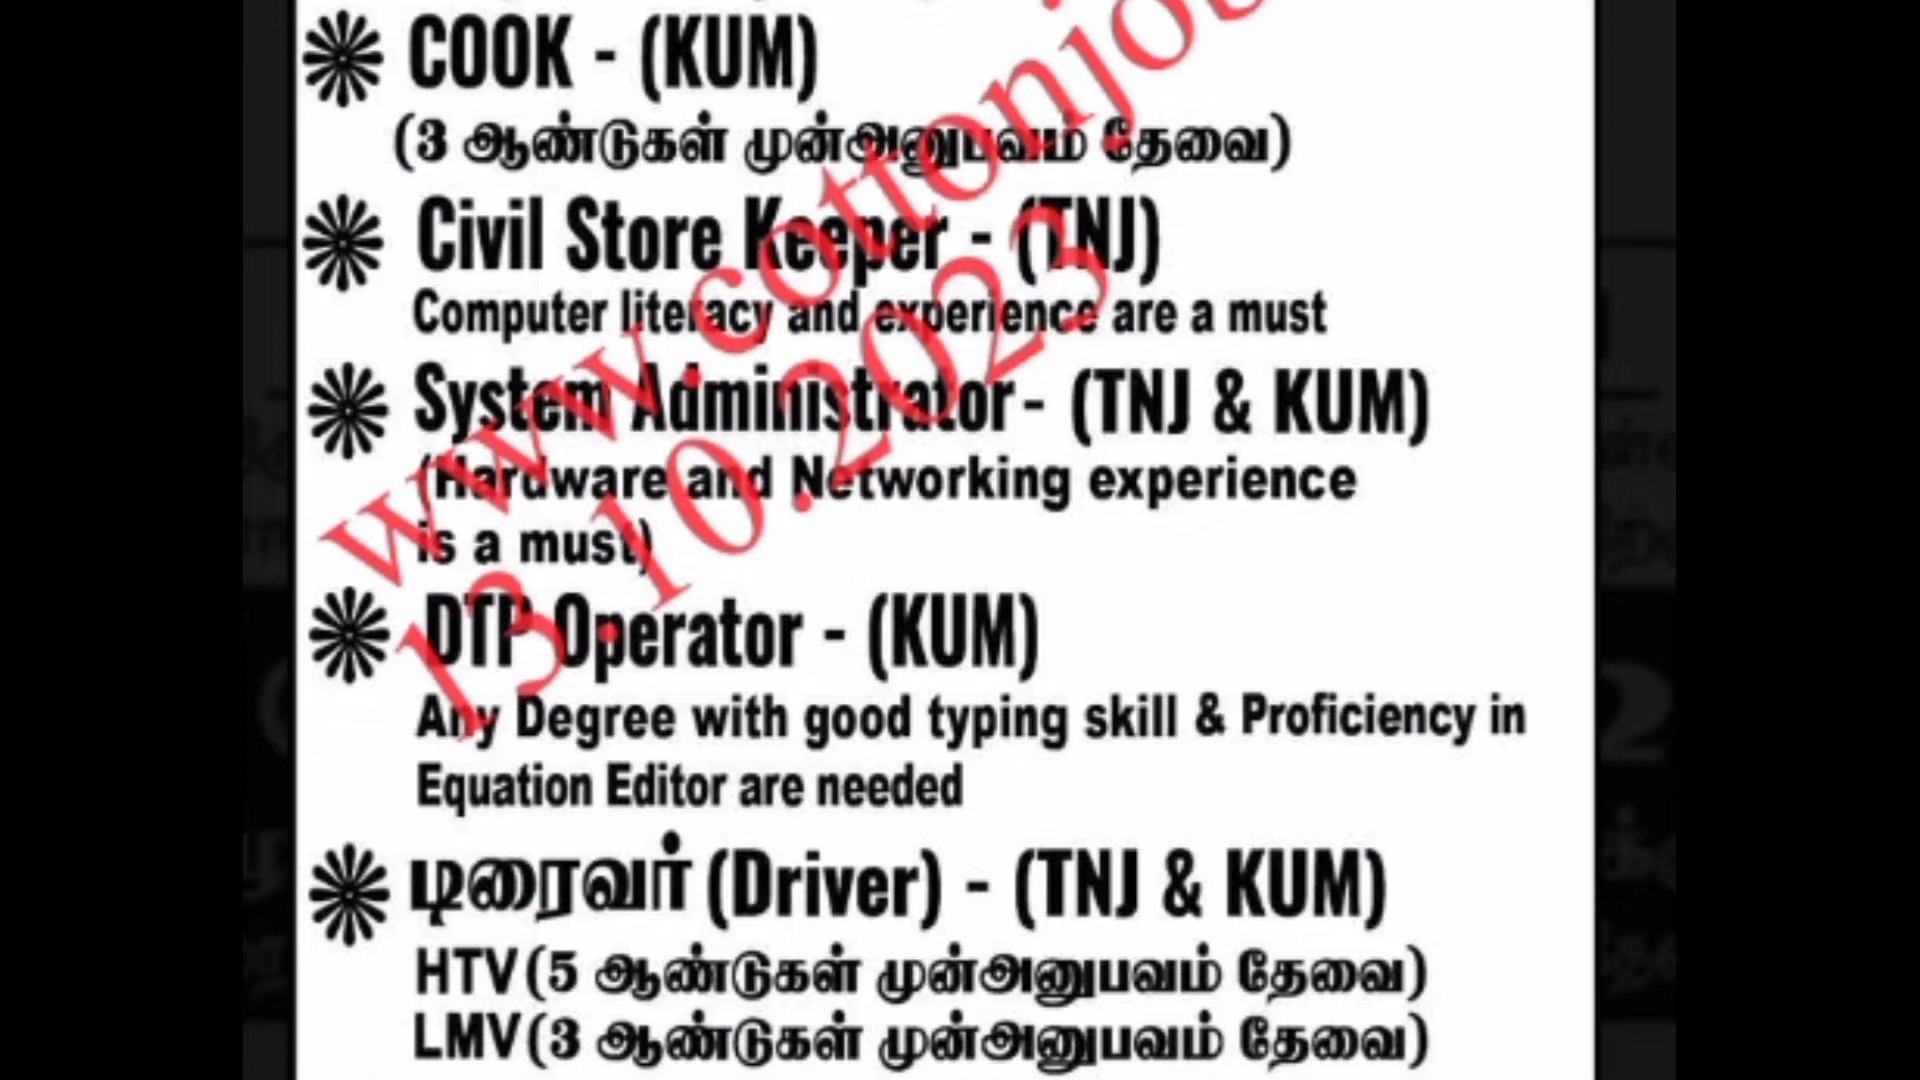 COOK - (KUM)
(3 ஆண்டுகள் முன்அனுபவம் தேவை)
Civil Store Keeper - (TNJ)
Computer literacy and experience are a must
System Administrator - (TNJ & KUM)
(Hardware and Networking experience
is a must)
DTP Operator - (KUM)
Any Degree with good typing skill & Proficiency in
Equation Editor are needed
டிரைவர் (Driver) - (TNJ & KUM)
HTV (5 ஆண்டுகள் முன்அனுபவம் தேவை)
LMV (3 ஆண்டுகள் முன்அனுபவம் தேவை)
www.cottonjo
13.10.2023